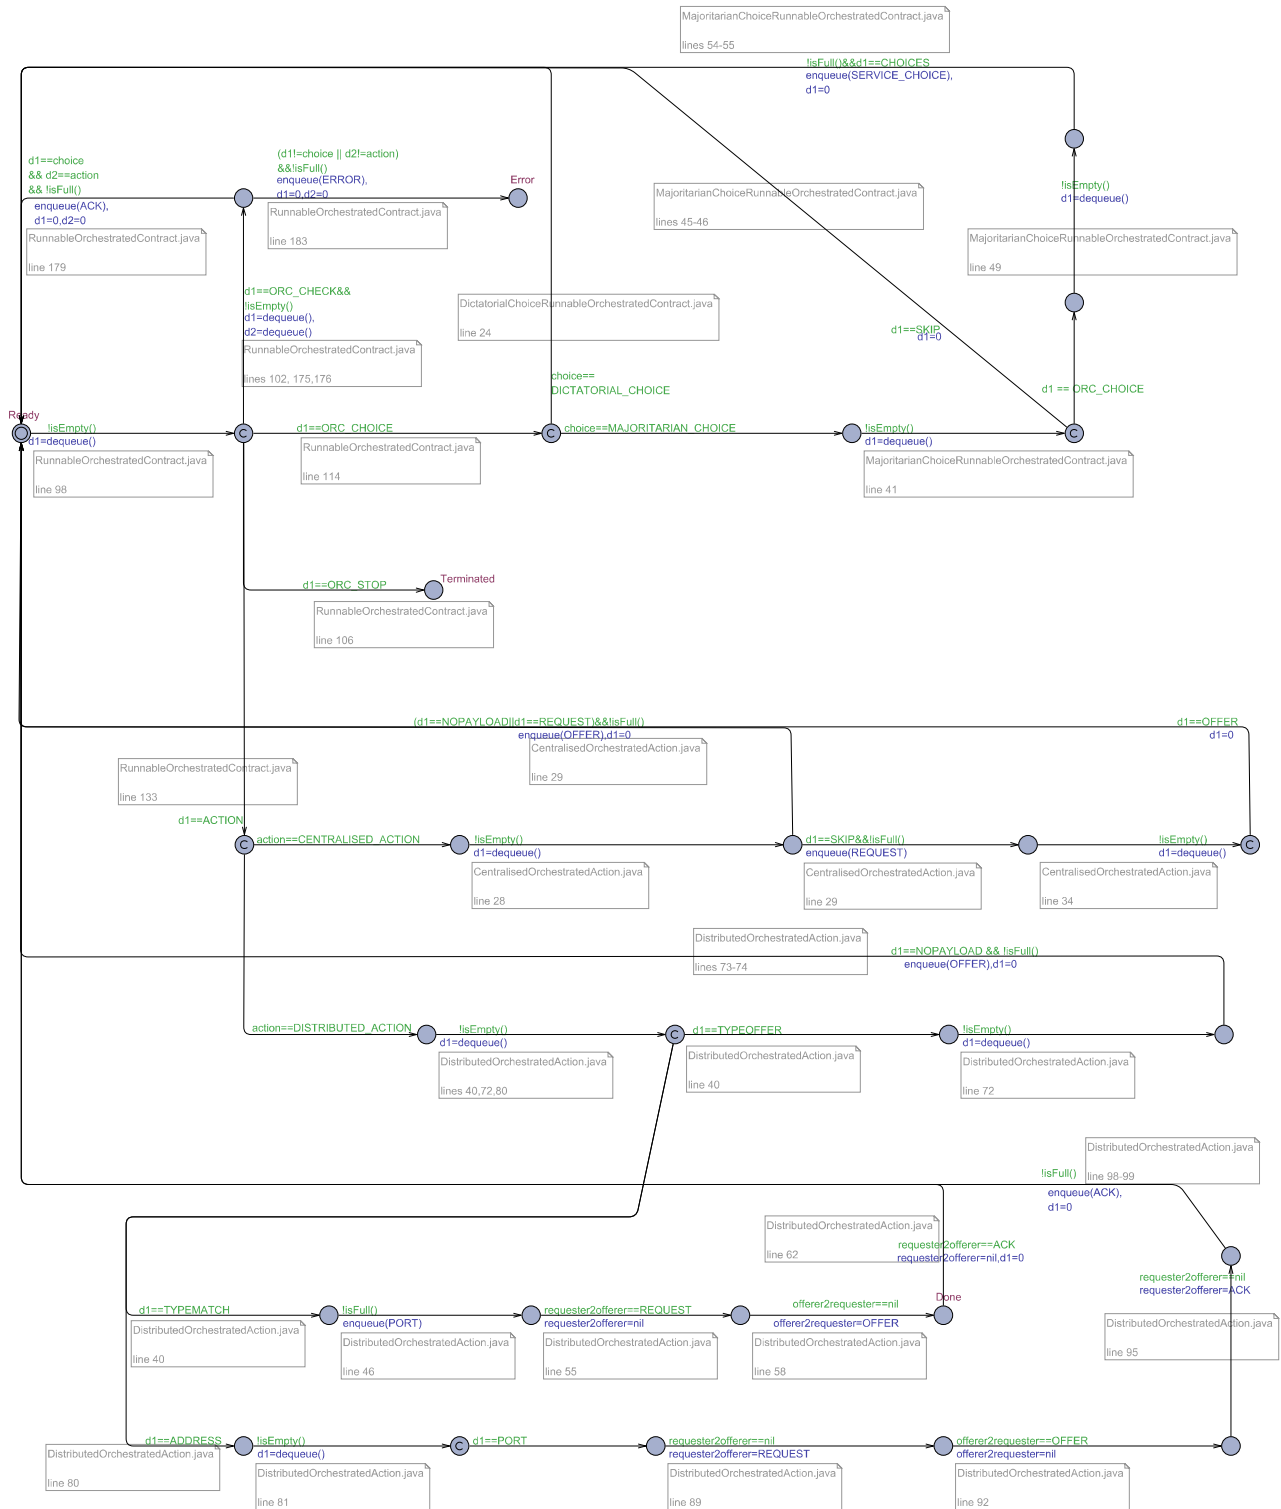 MajoritarianChoiceRunnableOrchestratedContract.java
lines 54-55
!isFull()&&d1==CHOICES
enqueue(SERVICE_CHOICE),
d1=0
d1==choice
&& d2==action
&& !isFull()
enqueue(ACK),
d1=0,d2=0
RunnableOrchestratedContract.java
line 179
(d1!=choice || d2!=action)
&&!isFull()
enqueue(ERROR),
d1=0,d2=0
RunnableOrchestratedContract.java
line 183
Error
MajoritarianChoiceRunnableOrchestratedContract.java
lines 45-46
!isEmpty()
d1=dequeue()
MajoritarianChoiceRunnableOrchestratedContract.java
line 49
d1==ORC_CHECK&&
!isEmpty()
d1=dequeue(),
d2=dequeue()
RunnableOrchestratedContract.java
lines 102, 175,176
DictatorialChoiceRunnableOrchestratedContract.java
line 24
d1==SKIP
d1=0
choice==
DICTATORIAL_CHOICE
d1 == ORC_CHOICE
Ready
!isEmpty()
d1=dequeue()
RunnableOrchestratedContract.java
line 98
C
d1==ORC_CHOICE
RunnableOrchestratedContract.java
line 114
C
choice==MAJORITARIAN_CHOICE
!isEmpty()
d1=dequeue()
MajoritarianChoiceRunnableOrchestratedContract.java
line 41
C
d1==ORC_STOP
Terminated
RunnableOrchestratedContract.java
line 106
(d1==NOPAYLOAD||d1==REQUEST)&&!isFull()
enqueue(OFFER),d1=0
CentralisedOrchestratedAction.java
line 29
d1==OFFER
d1=0
RunnableOrchestratedContract.java
line 133
d1==ACTION
C
action==CENTRALISED_ACTION
!isEmpty()
d1=dequeue()
CentralisedOrchestratedAction.java
line 28
d1==SKIP&&!isFull()
enqueue(REQUEST)
CentralisedOrchestratedAction.java
line 29
!isEmpty()
d1=dequeue()
CentralisedOrchestratedAction.java
line 34
C
DistributedOrchestratedAction.java
lines 73-74
d1==NOPAYLOAD && !isFull()
enqueue(OFFER),d1=0
action==DISTRIBUTED_ACTION
!isEmpty()
d1=dequeue()
DistributedOrchestratedAction.java
lines 40,72,80
C
d1==TYPEOFFER
DistributedOrchestratedAction.java
line 40
!isEmpty()
d1=dequeue()
DistributedOrchestratedAction.java
line 72
DistributedOrchestratedAction.java
line 98-99
!isFull()
enqueue(ACK),
d1=0
DistributedOrchestratedAction.java
line 62
requester2offerer==ACK
requester2offerer=nil,d1=0
requester2offerer==nil
requester2offerer=ACK
DistributedOrchestratedAction.java
line 95
d1==TYPEMATCH
DistributedOrchestratedAction.java
line 40
!isFull()
enqueue(PORT)
DistributedOrchestratedAction.java
line 46
requester2offerer==REQUEST
requester2offerer=nil
DistributedOrchestratedAction.java
line 55
offerer2requester==nil
offerer2requester=OFFER
DistributedOrchestratedAction.java
line 58
Done
d1==ADDRESS
DistributedOrchestratedAction.java
line 80
!isEmpty()
d1=dequeue()
DistributedOrchestratedAction.java
line 81
C
d1==PORT
requester2offerer==nil
requester2offerer=REQUEST
DistributedOrchestratedAction.java
line 89
offerer2requester==OFFER
offerer2requester=nil
DistributedOrchestratedAction.java
line 92